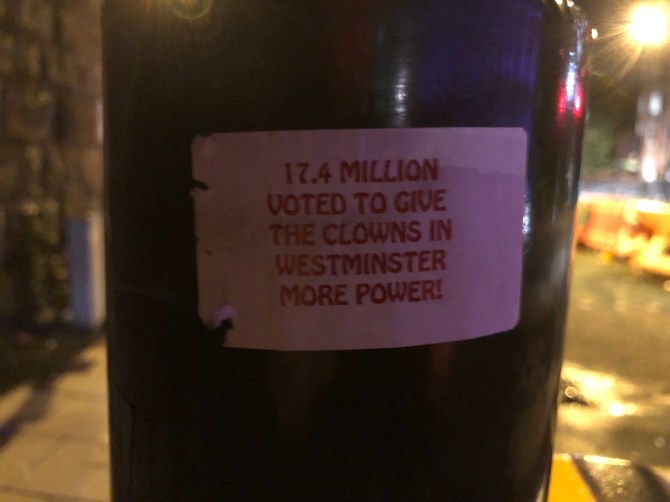 17.4 MILLION
VOTED TO GIVE
THE CLOWNS IN
WESTMINSTER
MORE POWER!